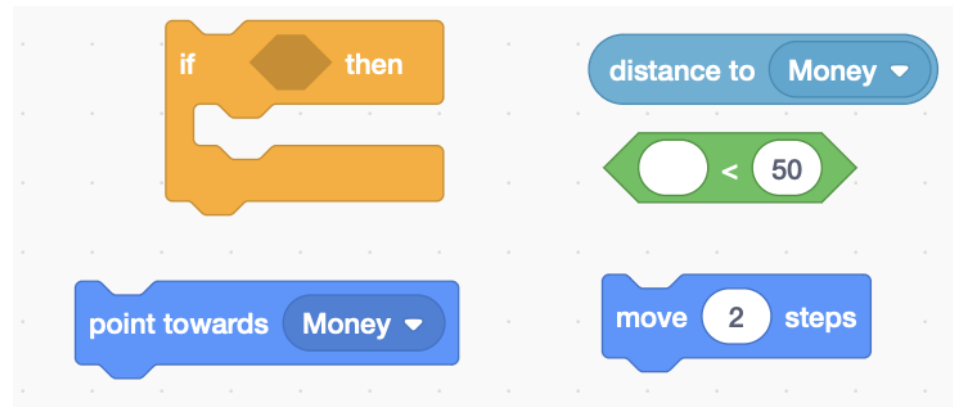 if then
distance to Money
< 50
point towards Money
move 2 steps